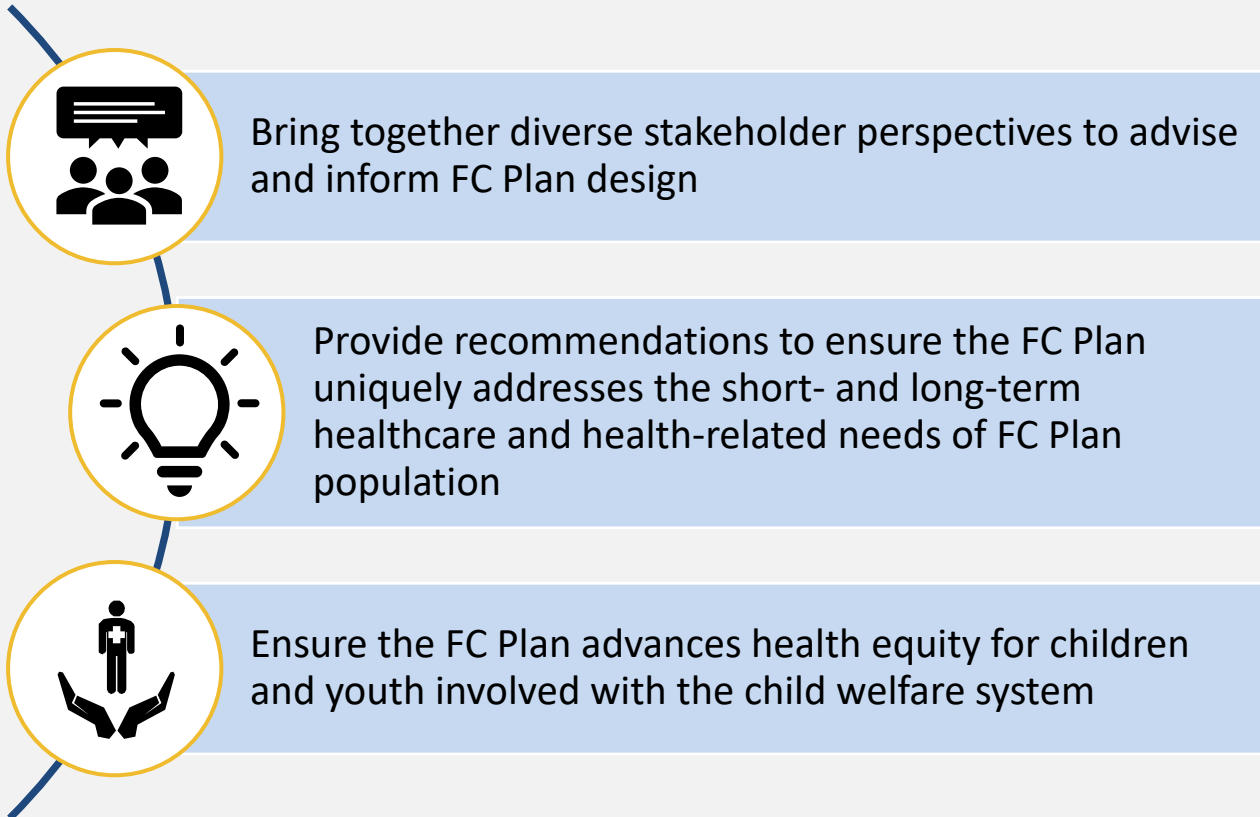 Bring together diverse stakeholder perspectives to advise
and inform FC Plan design
Provide recommendations to ensure the FC Plan
uniquely addresses the short- and long-term
healthcare and health-related needs of FC Plan
population
Ensure the FC Plan advances health equity for children
and youth involved with the child welfare system